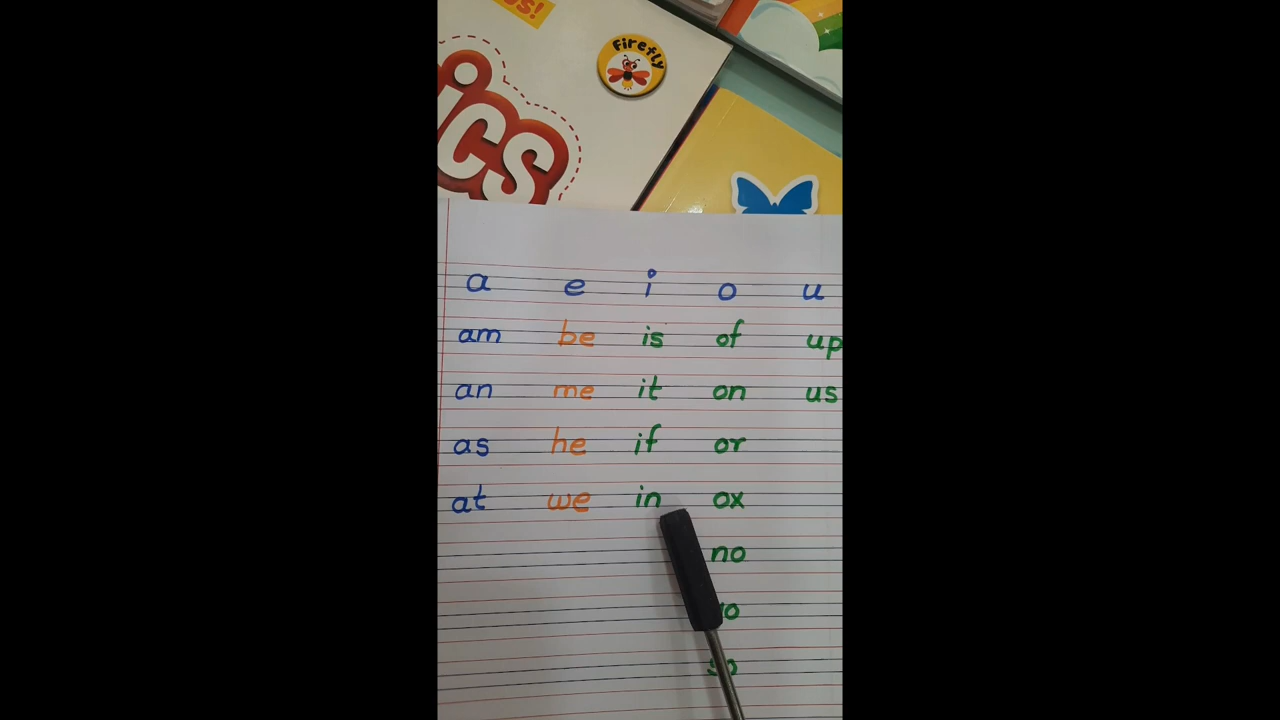 Firefly
ics
a e i o u
am be is of up
an me it on us
as he if or
at we in ox
no
so